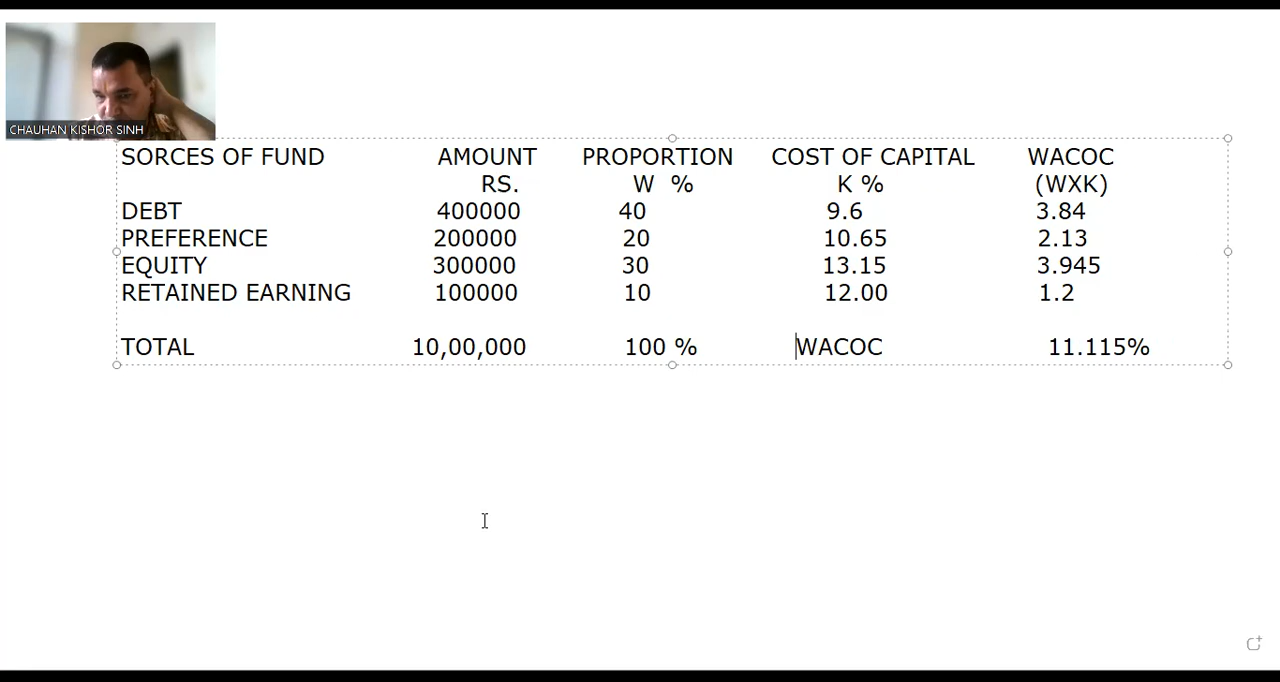 CHAUHAN KISHOR SINH
SORCES OF FUND AMOUNT PROPORTION COST OF CAPITAL WACOC
RS. W % K % (WXK)
DEBT 400000 40 9.6 3.84
PREFERENCE 200000 20 10.65 2.13
EQUITY 300000 30 13.15 3.945
RETAINED EARNING 100000 10 12.00 1.2
TOTAL 10,00,000 100 % WACOC 11.115%